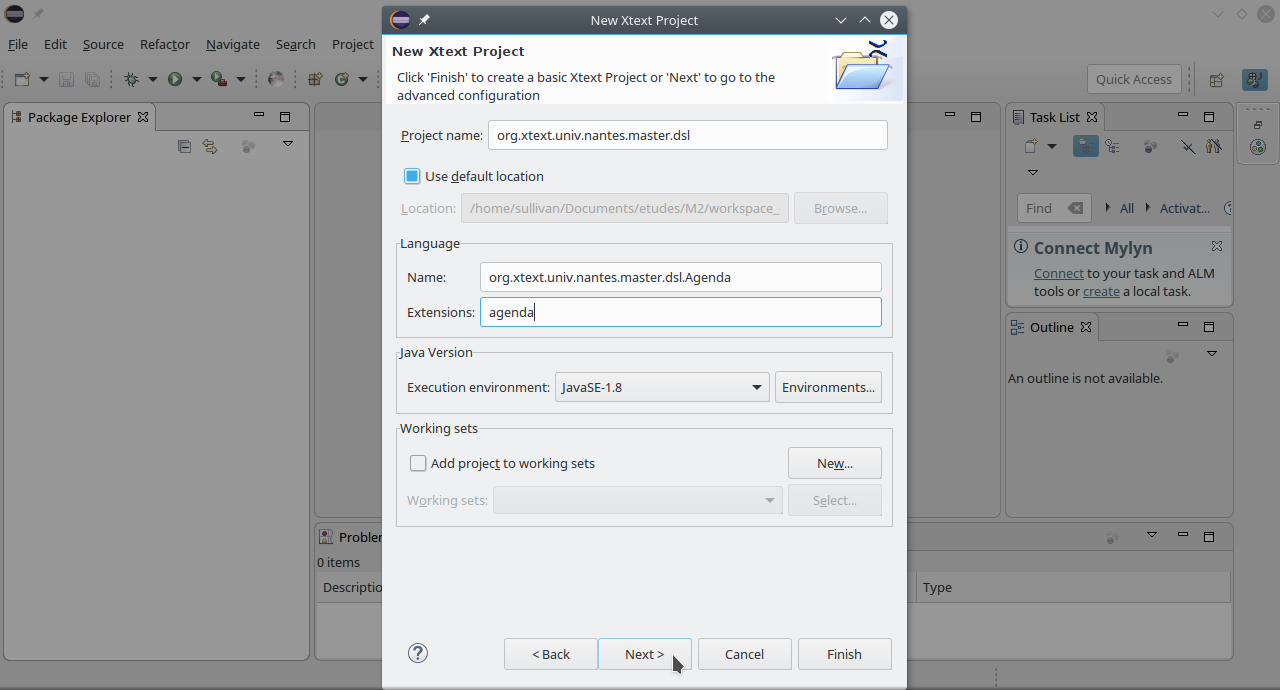 New Xtext Project
File Edit Source Refactor Navigate Search Project
New Xtext Project
Click 'Finish' to create a basic Xtext Project or 'Next' to go to the
advanced configuration
Quick Access
Package Explorer
Project name: org.xtext.univ.nantes.master.dsl
Use default location
Location: /home/sullivan/Documents/etudes/M2/workspace_
Browse...
Language
Name: org.xtext.univ.nantes.master.dsl.Agenda
Extensions: agenda
Java Version
Execution environment: JavaSE-1.8 Environments...
Working sets
Add project to working sets New...
Working sets: Select...
< Back Next > Cancel Finish
Task List
Find All Activat...
Connect Mylyn
Connect to your task and ALM
tools or create a local task.
Outline
An outline is not available.
Problem
0 items
Descriptio Type